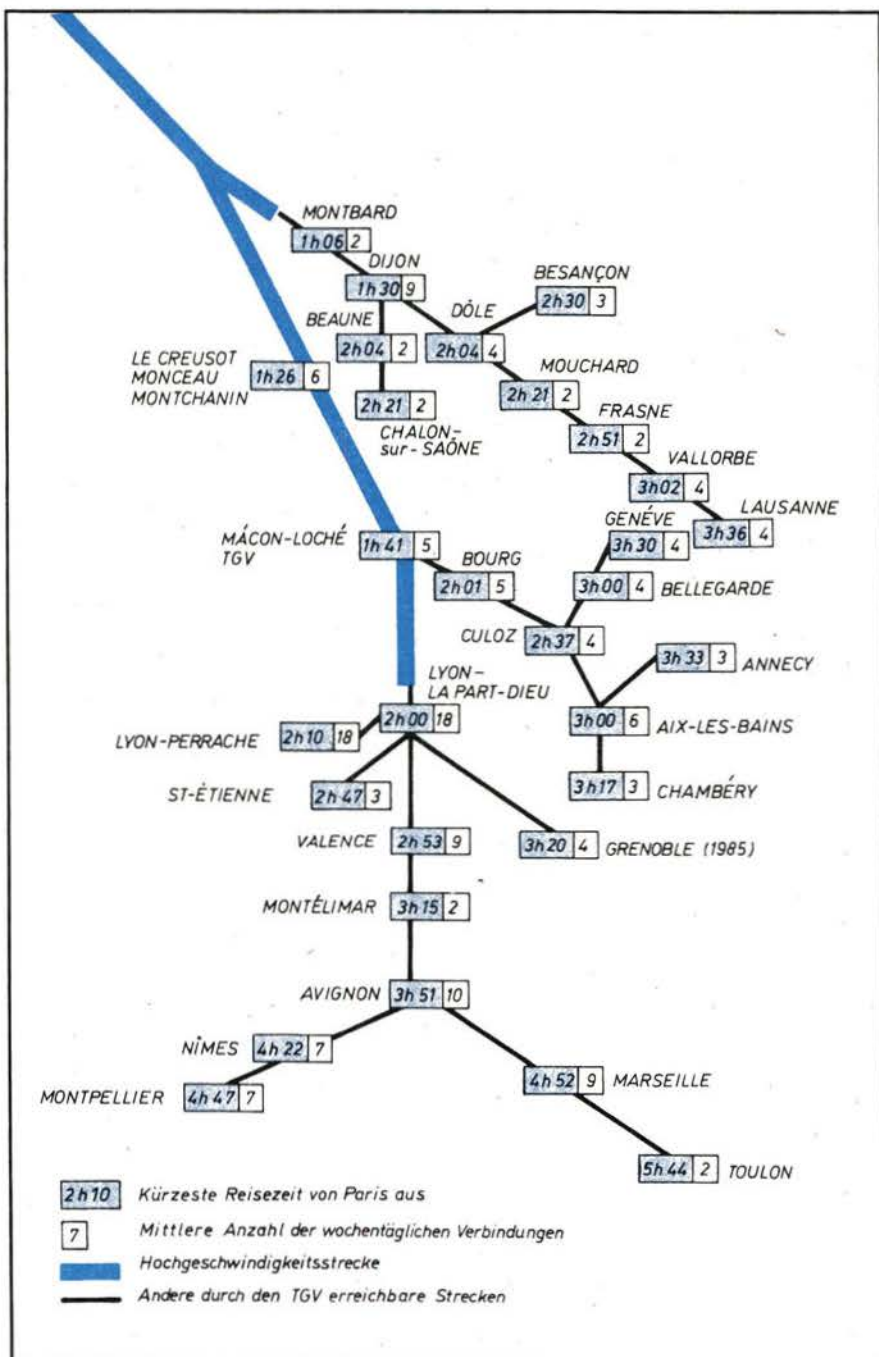 MONTBARD
1h06 2
DIJON
1h30 9
BESANÇON
2h30 3
DÔLE
2h04 4
BEAUNE
2h04 2
LE CREUSOT
MONCEAU
MONTCHANIN
1h26 6
MOUCHARD
2h21 2
2h21 2
CHALON-
sur-SAÔNE
FRASNE
2h51 2
VALLORBE
3h02 4
LAUSANNE
3h36 4
GENÉVE
3h30 4
MÁCON-LOCHÉ
TGV
1h41 5
BOURG
2h01 5
3h00 4
BELLEGARDE
CULOZ
2h37 4
3h33 3
ANNECY
LYON-
LA PART-DIEU
2h00 18
3h00 6
AIX-LES-BAINS
LYON-PERRACHE
2h10 18
ST-ÉTIENNE
2h47 3
3h17 3
CHAMBÉRY
VALENCE
2h53 9
3h20 4
GRENOBLE (1985)
MONTÉLIMAR
3h15 2
AVIGNON
3h51 10
NÎMES
4h22 7
MONTPELLIER
4h47 7
4h52 9
MARSEILLE
5h44 2
TOULON
2h10 Kürzeste Reisezeit von Paris aus
7 Mittlere Anzahl der wochentäglichen Verbindungen
Hochgeschwindigkeitsstrecke
Andere durch den TGV erreichbare Strecken